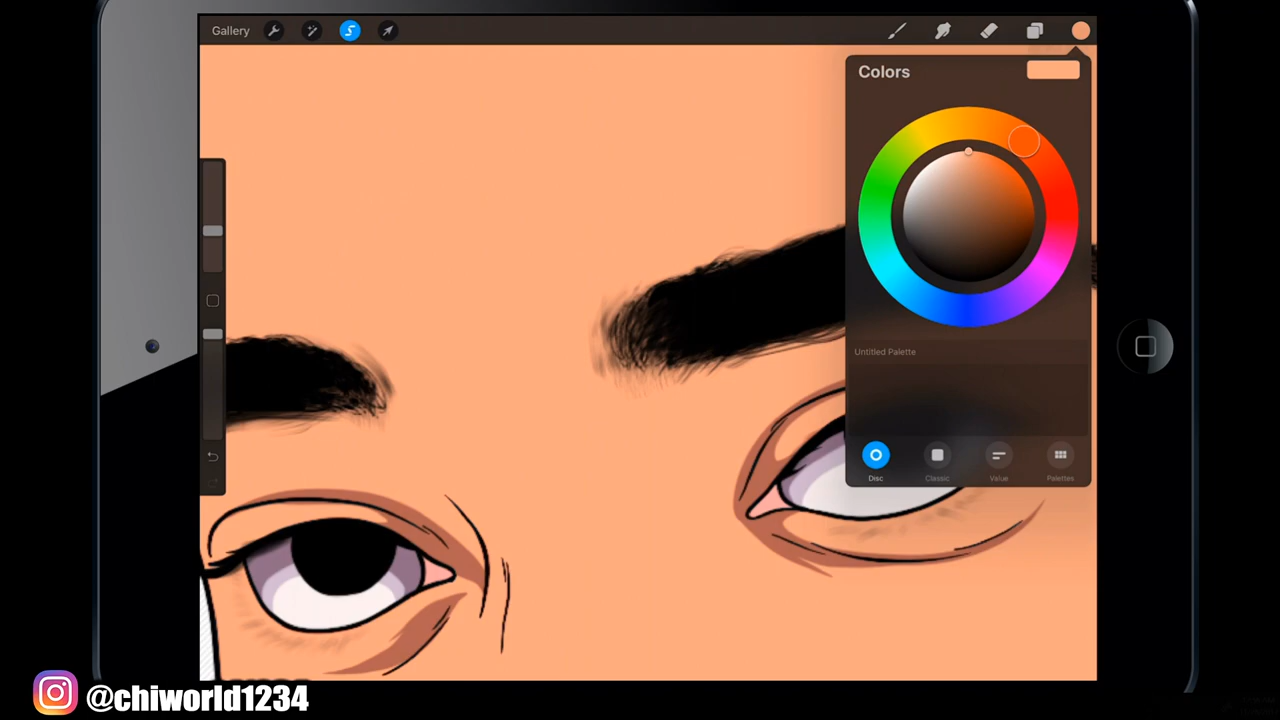 Gallery
Colors
Untitled Palette
Disc
Classic
Value
Palettes
@chiworld1234